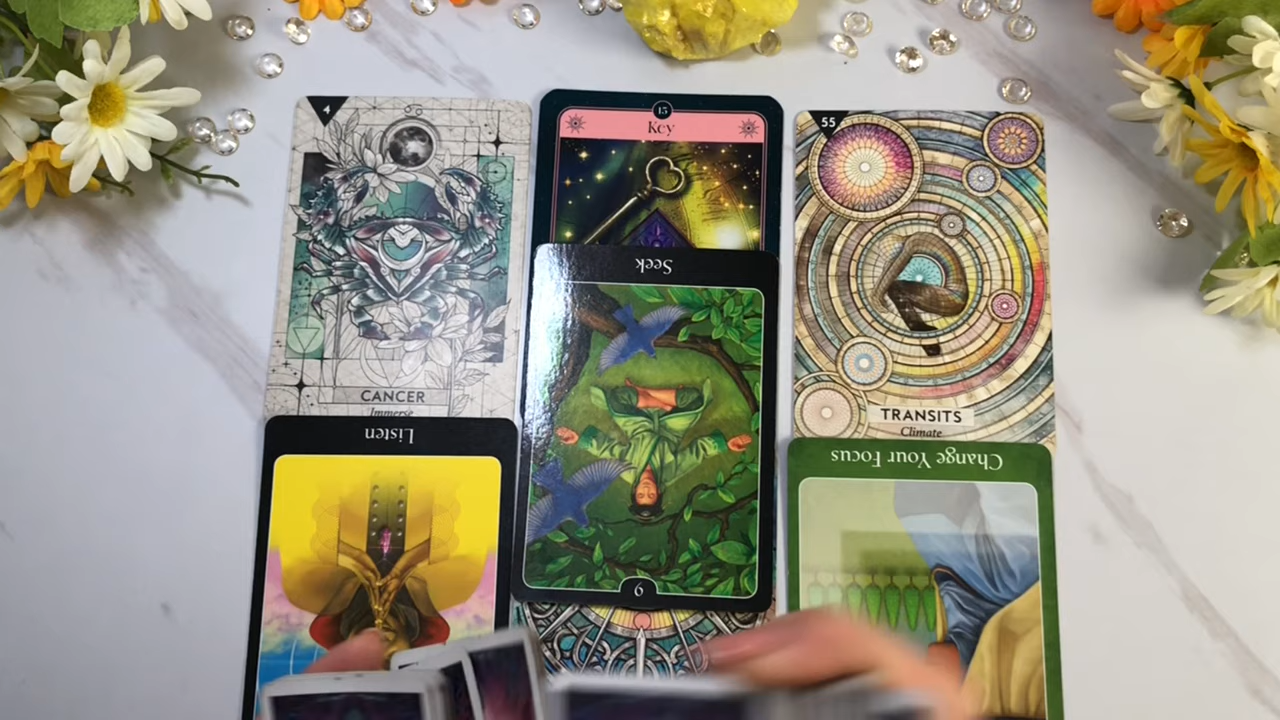 4
CANCER
Immerse
15
Key
55
TRANSITS
Climate
Listen
Seek
9
Change Your Focus